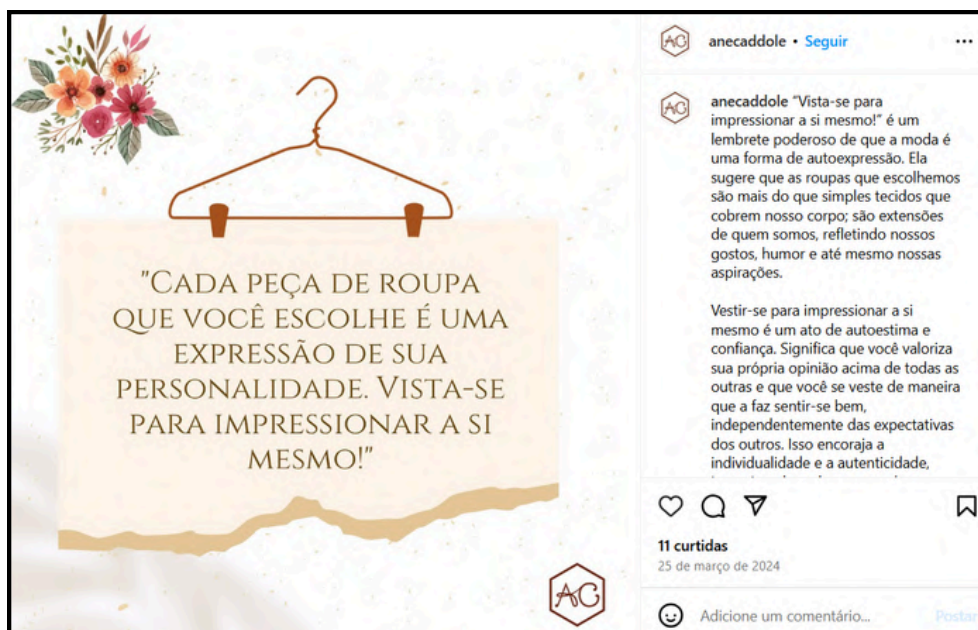 "CADA PEÇA DE ROUPA
QUE VOCÊ ESCOLHE É UMA
EXPRESSÃO DE SUA
PERSONALIDADE. VISTA-SE
PARA IMPRESSIONAR A SI
MESMO!"
AC
AC
anecaddole • Seguir
AC
anecaddole “Vista-se para
impressionar a si mesmo!” é um
lembrete poderoso de que a moda é
uma forma de autoexpressão. Ela
sugere que as roupas que escolhemos
são mais do que simples tecidos que
cobrem nosso corpo; são extensões
de quem somos, refletindo nossos
gostos, humor e até mesmo nossas
aspirações.
Vestir-se para impressionar a si
mesmo é um ato de autoestima e
confiança. Significa que você valoriza
sua própria opinião acima de todas as
outras e que você se veste de maneira
que a faz sentir-se bem,
independentemente das expectativas
dos outros. Isso encoraja a
individualidade e a autenticidade,
11 curtidas
25 de março de 2024
Adicione um comentário...
Postar